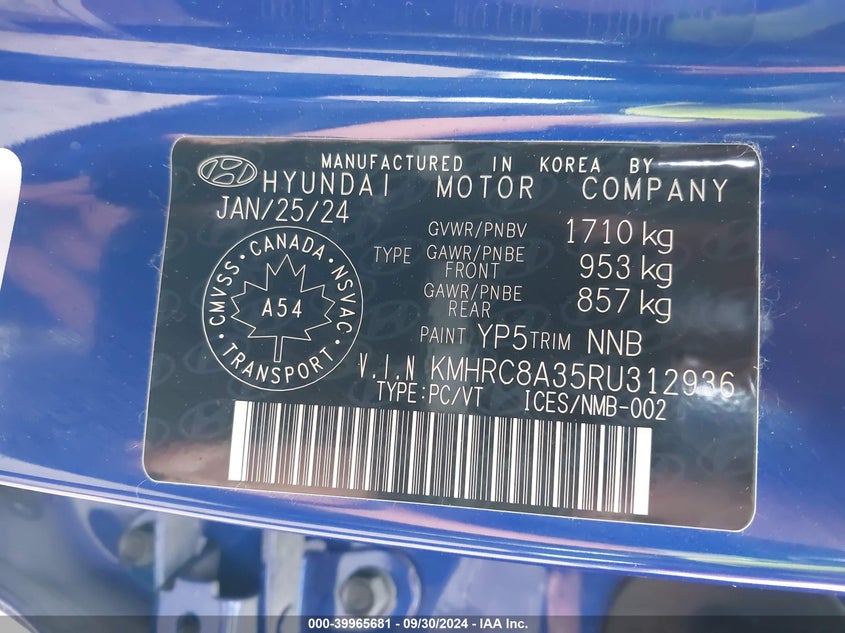 MANUFACTURED IN KOREA BY
HYUNDAI MOTOR COMPANY
JAN/25/24
GVWR/PNBV 1710 kg
TYPE GAWR/PNBE FRONT 953 kg
GAWR/PNBE REAR 857 kg
PAINT YP5 TRIM NNB
CMVSS · CANADA · NSVAC · TRANSPORT ·
A54
V.I.N KMHRC8A35RU312936
TYPE:PC/VT ICES/NMB-002
000-39965681 - 09/30/2024 - IAA Inc.